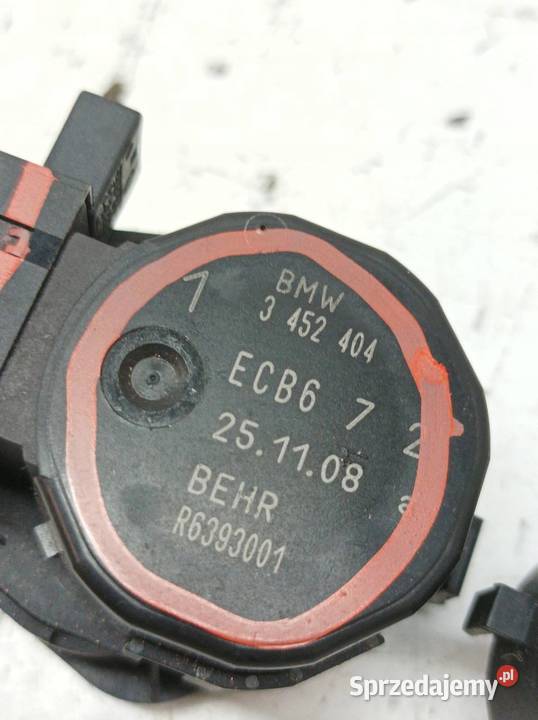 1
BMW
3 452 404
ECB6 7 2
25.11.08
a
BEHR
R6393001
Sprzedajemy.pl